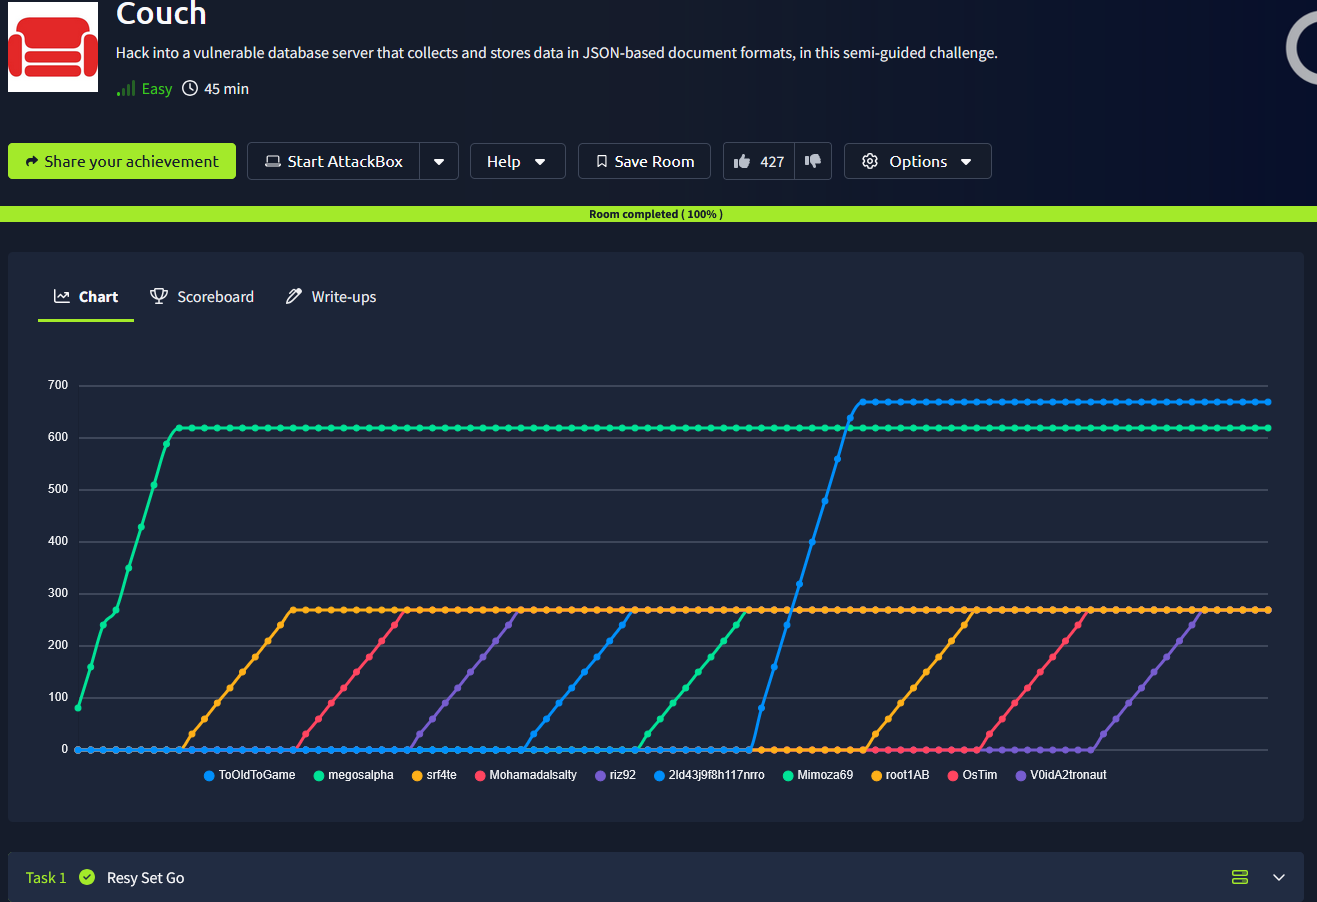 Couch
Hack into a vulnerable database server that collects and stores data in JSON-based document formats, in this semi-guided challenge.
Easy 45 min
Share your achievement Start AttackBox Help Save Room 427 Options
Room completed ( 100% )
Chart Scoreboard Write-ups
700
600
500
400
300
200
100
0
ToOldToGame megosalpha srf4te Mohamadalsalty riz92 2ld43j9f8h117nrro Mimoza69 root1AB OsTim V0idA2tronaut
Task 1 Resy Set Go